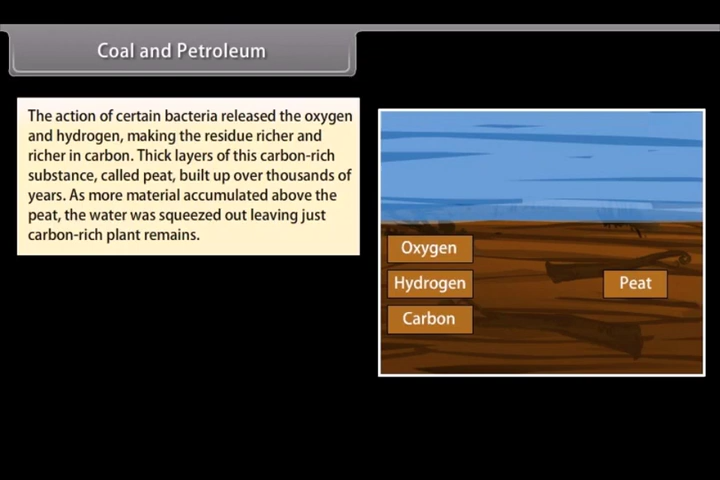 Coal and Petroleum
The action of certain bacteria released the oxygen
and hydrogen, making the residue richer and
richer in carbon. Thick layers of this carbon-rich
substance, called peat, built up over thousands of
years. As more material accumulated above the
peat, the water was squeezed out leaving just
carbon-rich plant remains.
Oxygen
Hydrogen
Peat
Carbon